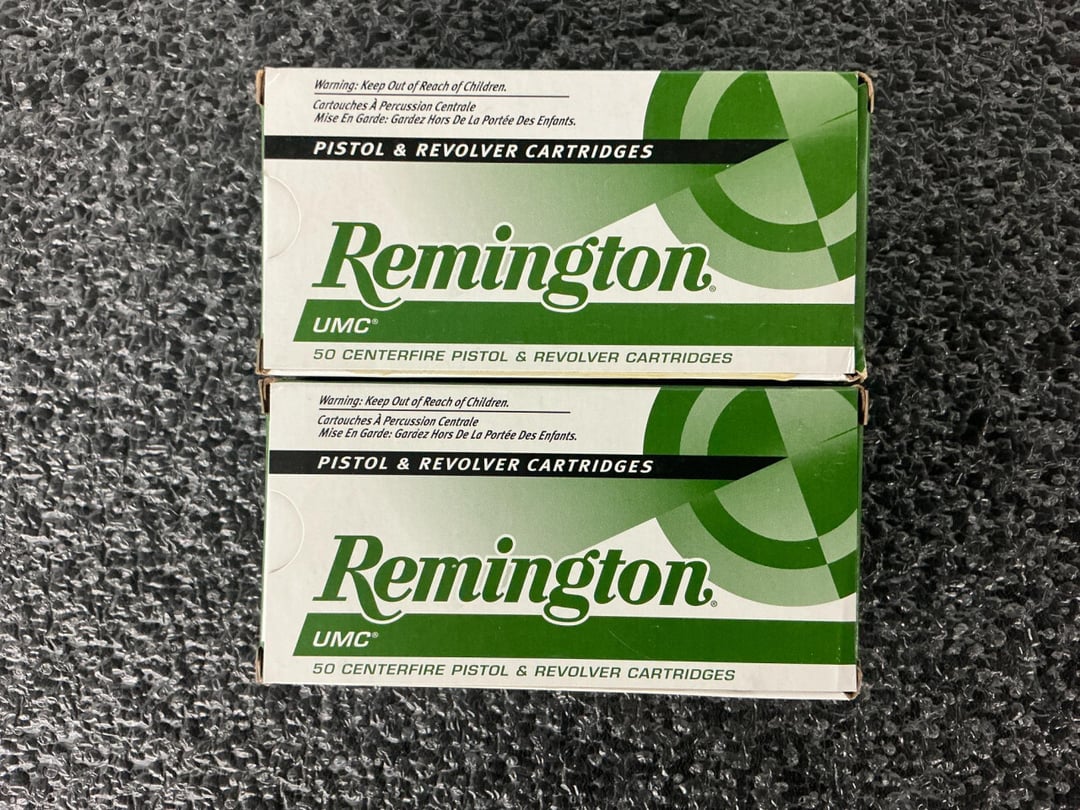 Warning: Keep Out of Reach of Children.
Cartouches À Percussion Centrale
Mise En Garde: Gardez Hors De La Portée Des Enfants.
PISTOL & REVOLVER CARTRIDGES
Remington®
UMC®
50 CENTERFIRE PISTOL & REVOLVER CARTRIDGES
Warning: Keep Out of Reach of Children.
Cartouches À Percussion Centrale
Mise En Garde: Gardez Hors De La Portée Des Enfants.
PISTOL & REVOLVER CARTRIDGES
Remington®
UMC®
50 CENTERFIRE PISTOL & REVOLVER CARTRIDGES